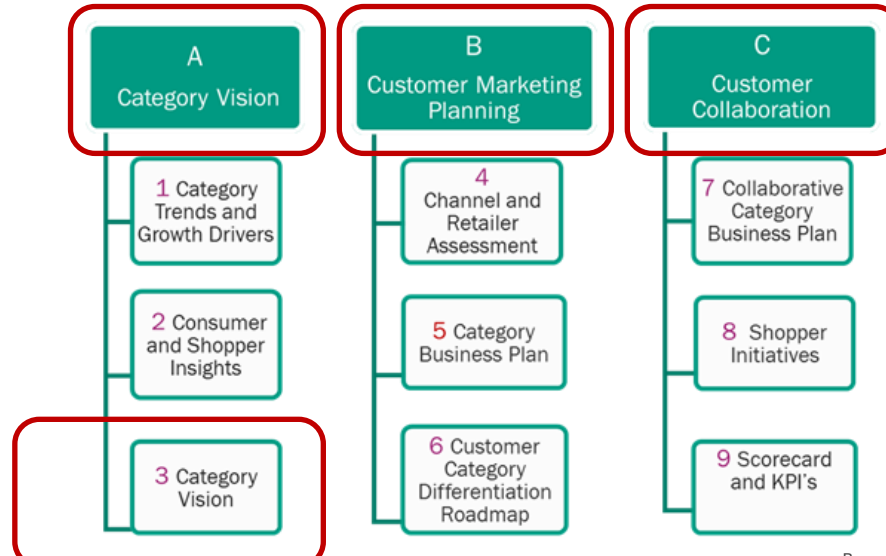 A
Category Vision
1 Category
Trends and
Growth Drivers
2 Consumer
and Shopper
Insights
3 Category
Vision
B
Customer Marketing
Planning
4
Channel and
Retailer
Assessment
5 Category
Business Plan
6 Customer
Category
Differentiation
Roadmap
C
Customer
Collaboration
7 Collaborative
Category
Business Plan
8 Shopper
Initiatives
9 Scorecard
and KPI's